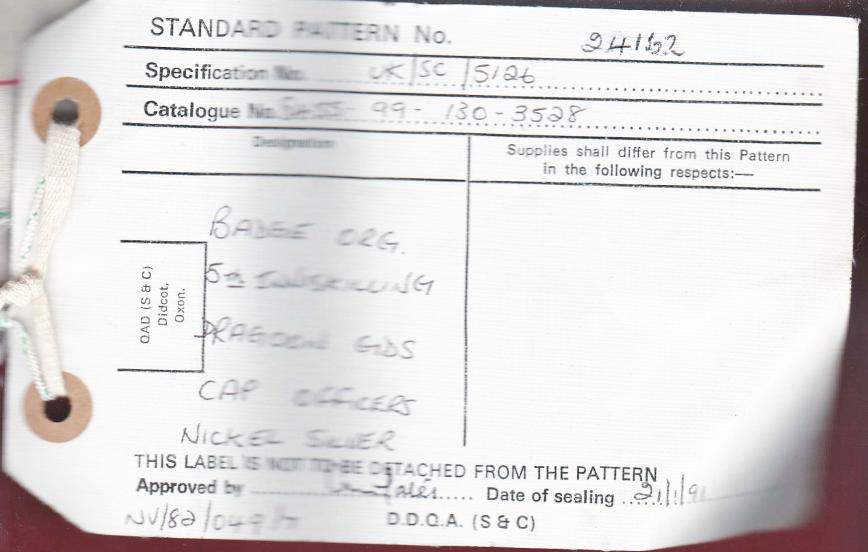 STANDARD PATTERN No. 24152
Specification No. UK/SC/5126
Catalogue No. 8455-99-130-3528
Designation
Supplies shall differ from this Pattern
in the following respects:—
BADGE ORG.
5th INNISKILLING
DRAGOON GDS
CAP OFFICERS
NICKEL SILVER
QAD (S & C)
Didcot,
Oxon.
THIS LABEL IS NOT TO BE DETACHED FROM THE PATTERN
Approved by ..... Date of sealing 21/1/91
NV/82/049/
D.D.Q.A. (S & C)